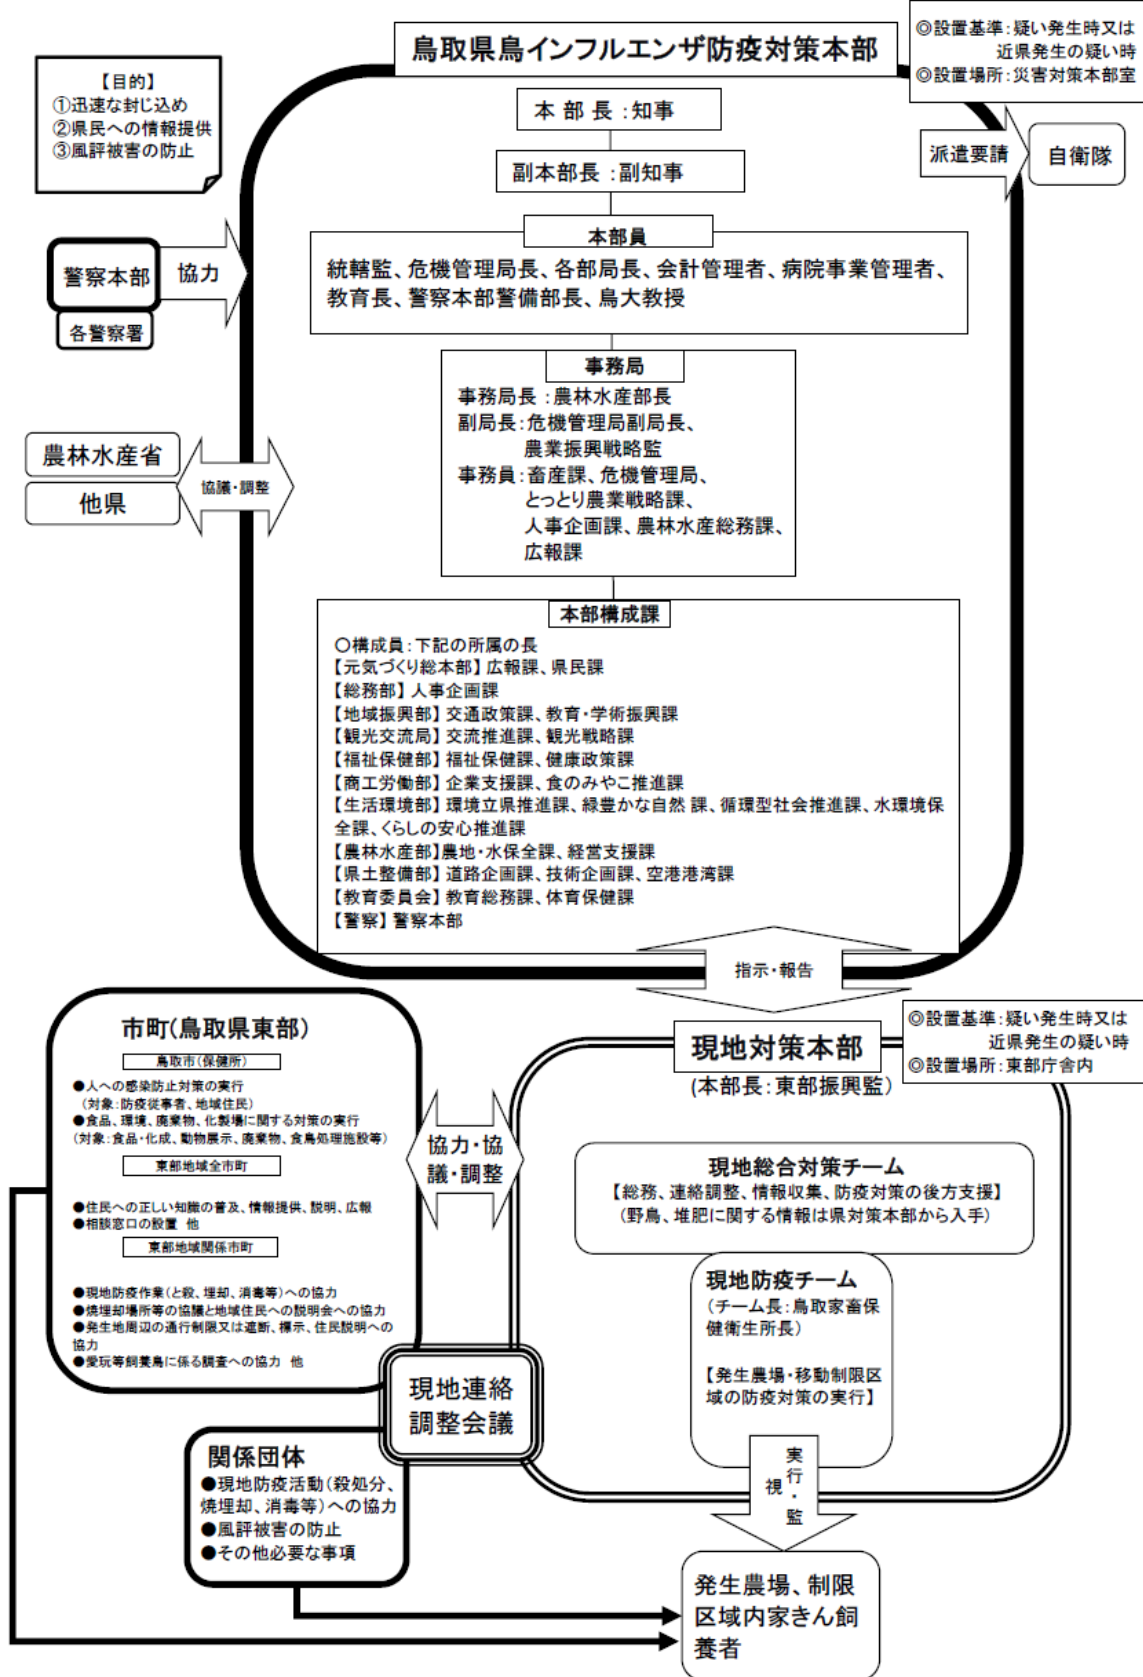 鳥取県鳥インフルエンザ防疫対策本部
◎設置基準：疑い発生時又は
近県発生の疑い時
◎設置場所：災害対策本部室
【目的】
①迅速な封じ込め
②県民への情報提供
③風評被害の防止
本 部 長 ：知事
副本部長 ：副知事
派遣要請
自衛隊
本部員
統轄監、危機管理局長、各部局長、会計管理者、病院事業管理者、
教育長、警察本部警備部長、鳥大教授
警察本部
協力
各警察署
事務局
事務局長 ：農林水産部長
副局長：危機管理局副局長、
農業振興戦略監
事務員：畜産課、危機管理局、
とっとり農業戦略課、
人事企画課、農林水産総務課、
広報課
農林水産省
他県
協議・調整
本部構成課
○構成員：下記の所属の長
【元気づくり総本部】 広報課、県民課
【総務部】 人事企画課
【地域振興部】 交通政策課、教育・学術振興課
【観光交流局】 交流推進課、観光戦略課
【福祉保健部】 福祉保健課、健康政策課
【商工労働部】 企業支援課、食のみやこ推進課
【生活環境部】 環境立県推進課、緑豊かな自然 課、循環型社会推進課、水環境保
全課、くらしの安心推進課
【農林水産部】農地・水保全課、経営支援課
【県土整備部】 道路企画課、技術企画課、空港港湾課
【教育委員会】 教育総務課、体育保健課
【警察】 警察本部
指示・報告
市町(鳥取県東部)
鳥取市(保健所)
●人への感染防止対策の実行
（対象：防疫従事者、地域住民）
●食品、環境、廃棄物、化製場に関する対策の実行
（対象：食品・化成、動物展示、廃棄物、食鳥処理施設等）
東部地域全市町
●住民への正しい知識の普及、情報提供、説明、広報
●相談窓口の設置 他
東部地域関係市町
●現地防疫作業（と殺、埋却、消毒等）への協力
●焼埋却場所等の協議と地域住民への説明会への協力
●発生地周辺の通行制限又は遮断、標示、住民説明への
協力
●愛玩等飼養鳥に係る調査への協力 他
協力・協
議・調整
現地対策本部
(本部長：東部振興監)
◎設置基準：疑い発生時又は
近県発生の疑い時
◎設置場所：東部庁舎内
現地総合対策チーム
【総務、連絡調整、情報収集、防疫対策の後方支援】
（野鳥、堆肥に関する情報は県対策本部から入手）
現地防疫チーム
（チーム長：鳥取家畜保
健衛生所長）
【発生農場・移動制限区
域の防疫対策の実行】
現地連絡
調整会議
関係団体
●現地防疫活動（殺処分、
焼埋却、消毒等）への協力
●風評被害の防止
●その他必要な事項
実行・監
視
発生農場、制限
区域内家きん飼
養者